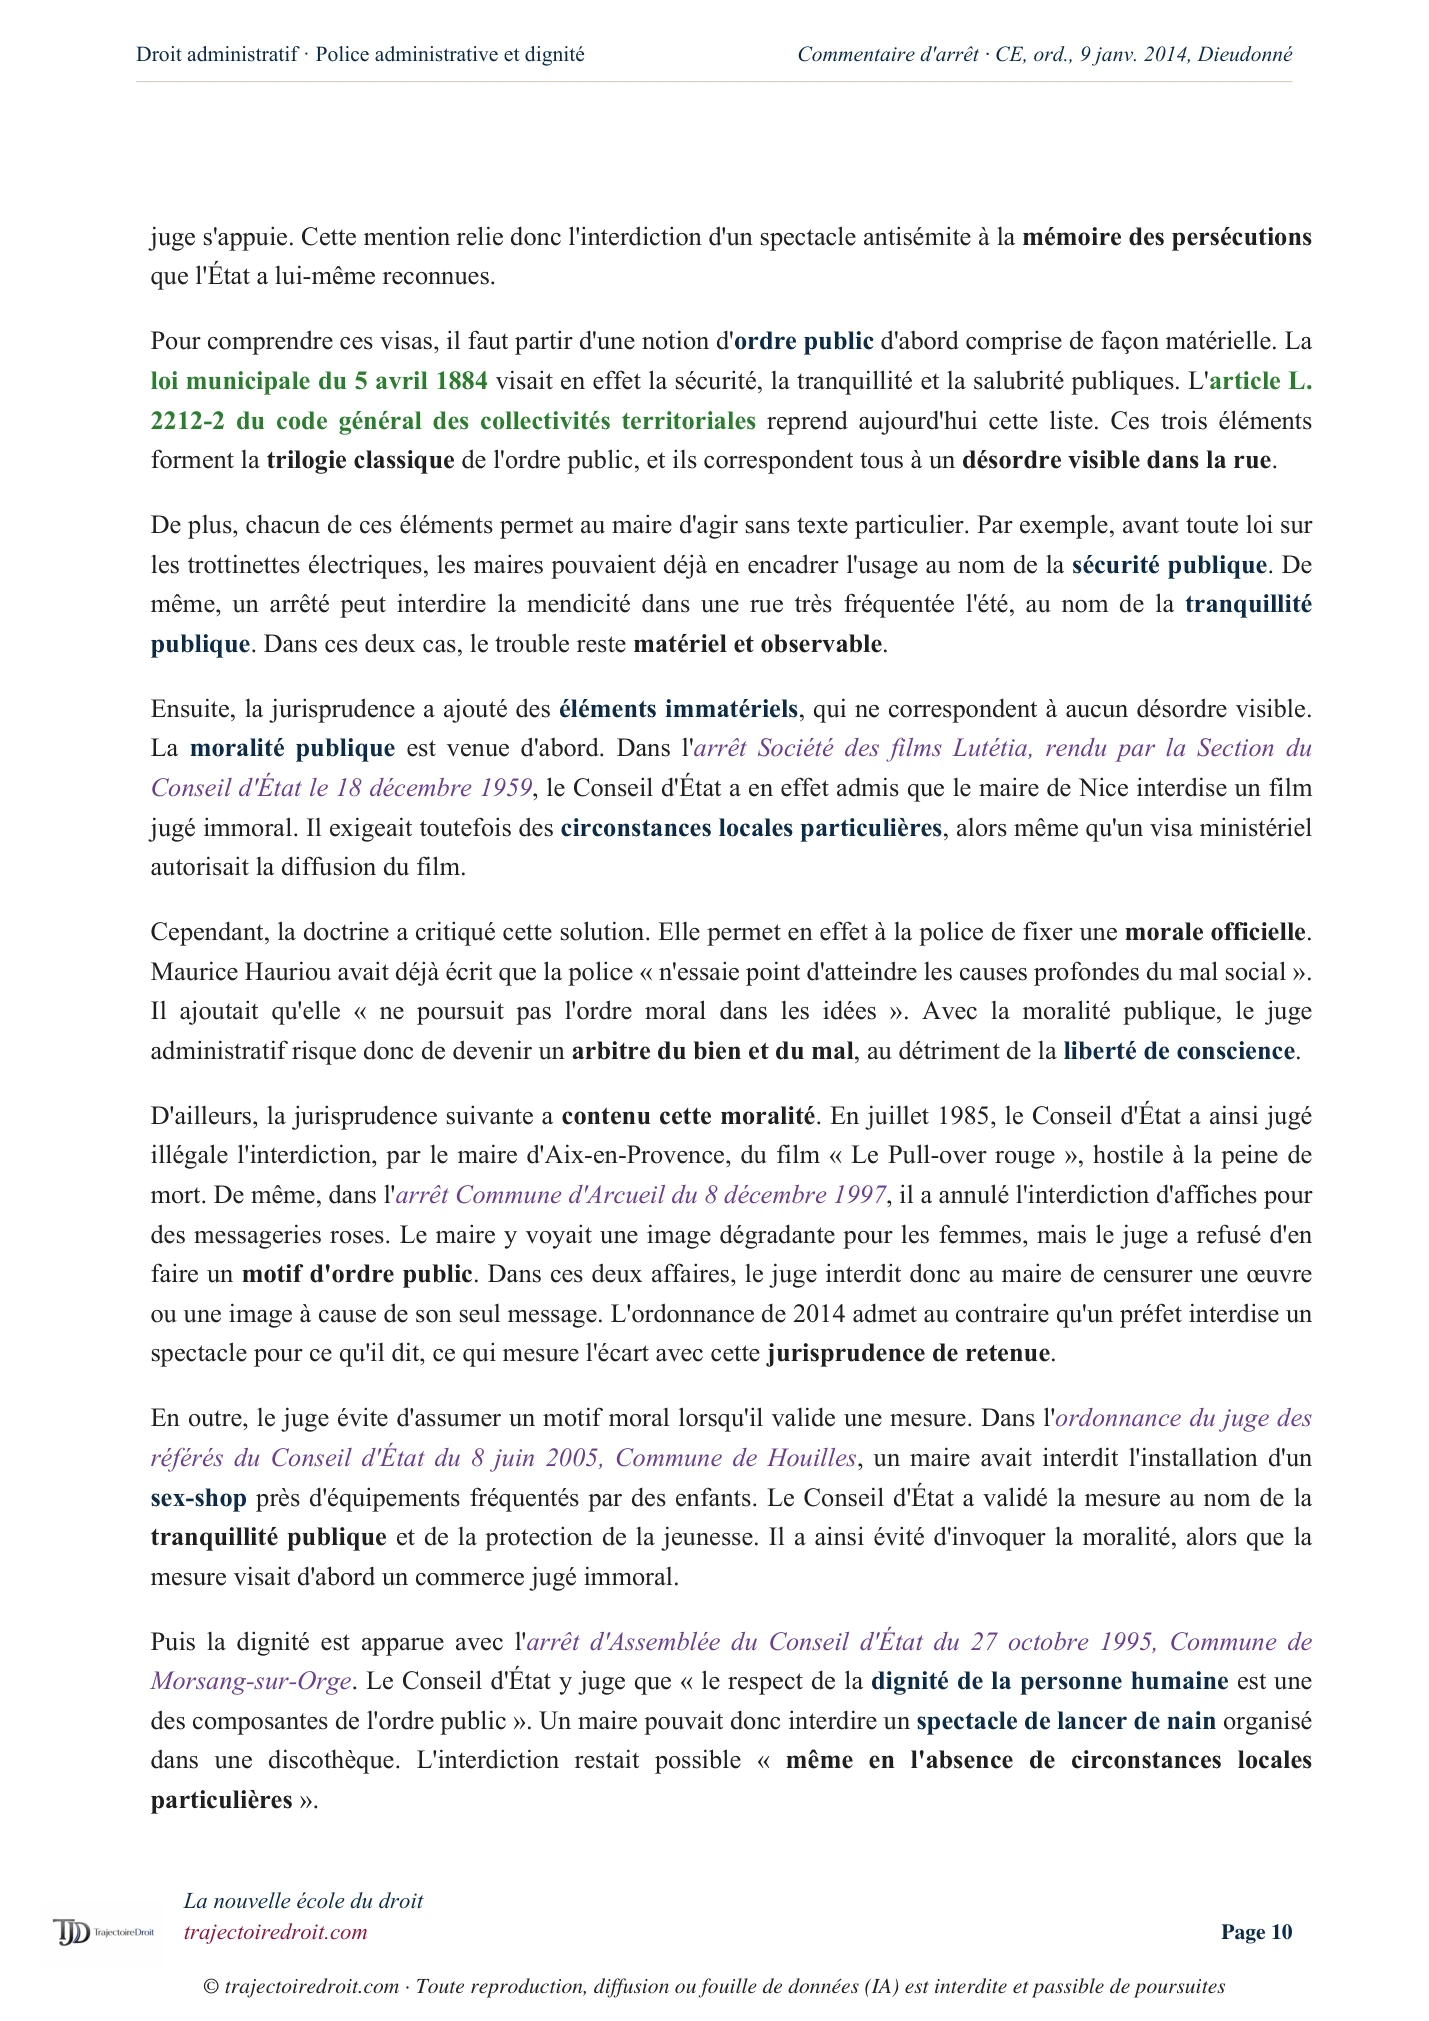 Droit administratif · Police administrative et dignité
Commentaire d'arrêt · CE, ord., 9 janv. 2014, Dieudonné
juge s'appuie. Cette mention relie donc l'interdiction d'un spectacle antisémite à la mémoire des persécutions
que l'État a lui-même reconnues.
Pour comprendre ces visas, il faut partir d'une notion d'ordre public d'abord comprise de façon matérielle. La
loi municipale du 5 avril 1884 visait en effet la sécurité, la tranquillité et la salubrité publiques. L'article L.
2212-2 du code général des collectivités territoriales reprend aujourd'hui cette liste. Ces trois éléments
forment la trilogie classique de l'ordre public, et ils correspondent tous à un désordre visible dans la rue.
De plus, chacun de ces éléments permet au maire d'agir sans texte particulier. Par exemple, avant toute loi sur
les trottinettes électriques, les maires pouvaient déjà en encadrer l'usage au nom de la sécurité publique. De
même, un arrêté peut interdire la mendicité dans une rue très fréquentée l'été, au nom de la tranquillité
publique. Dans ces deux cas, le trouble reste matériel et observable.
Ensuite, la jurisprudence a ajouté des éléments immatériels, qui ne correspondent à aucun désordre visible.
La moralité publique est venue d'abord. Dans l'arrêt Société des films Lutétia, rendu par la Section du
Conseil d'État le 18 décembre 1959, le Conseil d'État a en effet admis que le maire de Nice interdise un film
jugé immoral. Il exigeait toutefois des circonstances locales particulières, alors même qu'un visa ministériel
autorisait la diffusion du film.
Cependant, la doctrine a critiqué cette solution. Elle permet en effet à la police de fixer une morale officielle.
Maurice Hauriou avait déjà écrit que la police « n'essaie point d'atteindre les causes profondes du mal social ».
Il ajoutait qu'elle « ne poursuit pas l'ordre moral dans les idées ». Avec la moralité publique, le juge
administratif risque donc de devenir un arbitre du bien et du mal, au détriment de la liberté de conscience.
D'ailleurs, la jurisprudence suivante a contenu cette moralité. En juillet 1985, le Conseil d'État a ainsi jugé
illégale l'interdiction, par le maire d'Aix-en-Provence, du film « Le Pull-over rouge », hostile à la peine de
mort. De même, dans l'arrêt Commune d'Arcueil du 8 décembre 1997, il a annulé l'interdiction d'affiches pour
des messageries roses. Le maire y voyait une image dégradante pour les femmes, mais le juge a refusé d'en
faire un motif d'ordre public. Dans ces deux affaires, le juge interdit donc au maire de censurer une œuvre
ou une image à cause de son seul message. L'ordonnance de 2014 admet au contraire qu'un préfet interdise un
spectacle pour ce qu'il dit, ce qui mesure l'écart avec cette jurisprudence de retenue.
En outre, le juge évite d'assumer un motif moral lorsqu'il valide une mesure. Dans l'ordonnance du juge des
référés du Conseil d'État du 8 juin 2005, Commune de Houilles, un maire avait interdit l'installation d'un
sex-shop près d'équipements fréquentés par des enfants. Le Conseil d'État a validé la mesure au nom de la
tranquillité publique et de la protection de la jeunesse. Il a ainsi évité d'invoquer la moralité, alors que la
mesure visait d'abord un commerce jugé immoral.
Puis la dignité est apparue avec l'arrêt d'Assemblée du Conseil d'État du 27 octobre 1995, Commune de
Morsang-sur-Orge. Le Conseil d'État y juge que « le respect de la dignité de la personne humaine est une
des composantes de l'ordre public ». Un maire pouvait donc interdire un spectacle de lancer de nain organisé
dans une discothèque. L'interdiction restait possible « même en l'absence de circonstances locales
particulières ».
La nouvelle école du droit
TJD TrajectoireDroit
trajectoiredroit.com
Page 10
© trajectoiredroit.com · Toute reproduction, diffusion ou fouille de données (IA) est interdite et passible de poursuites